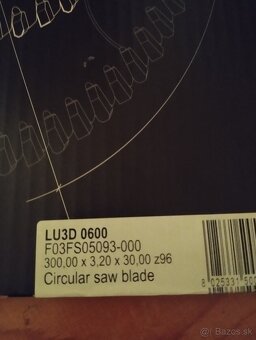 LU3D 0600
F03FS05093-000
300,00 x 3,20 x 30,00 z96
Circular saw blade
Bazos.sk